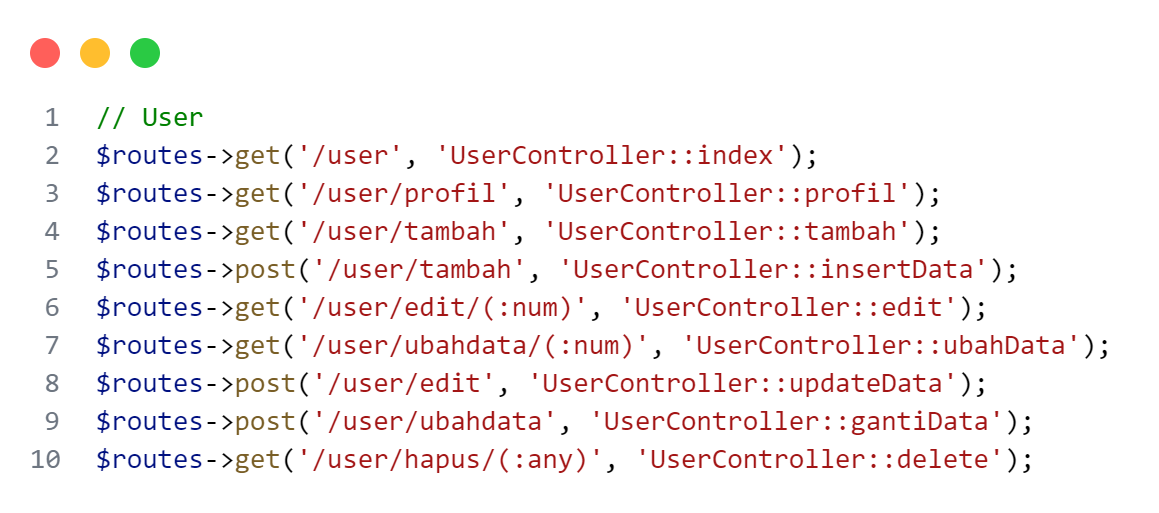 1 // User
2 $routes->get('/user', 'UserController::index');
3 $routes->get('/user/profil', 'UserController::profil');
4 $routes->get('/user/tambah', 'UserController::tambah');
5 $routes->post('/user/tambah', 'UserController::insertData');
6 $routes->get('/user/edit/(:num)', 'UserController::edit');
7 $routes->get('/user/ubahdata/(:num)', 'UserController::ubahData');
8 $routes->post('/user/edit', 'UserController::updateData');
9 $routes->post('/user/ubahdata', 'UserController::gantiData');
10 $routes->get('/user/hapus/(:any)', 'UserController::delete');